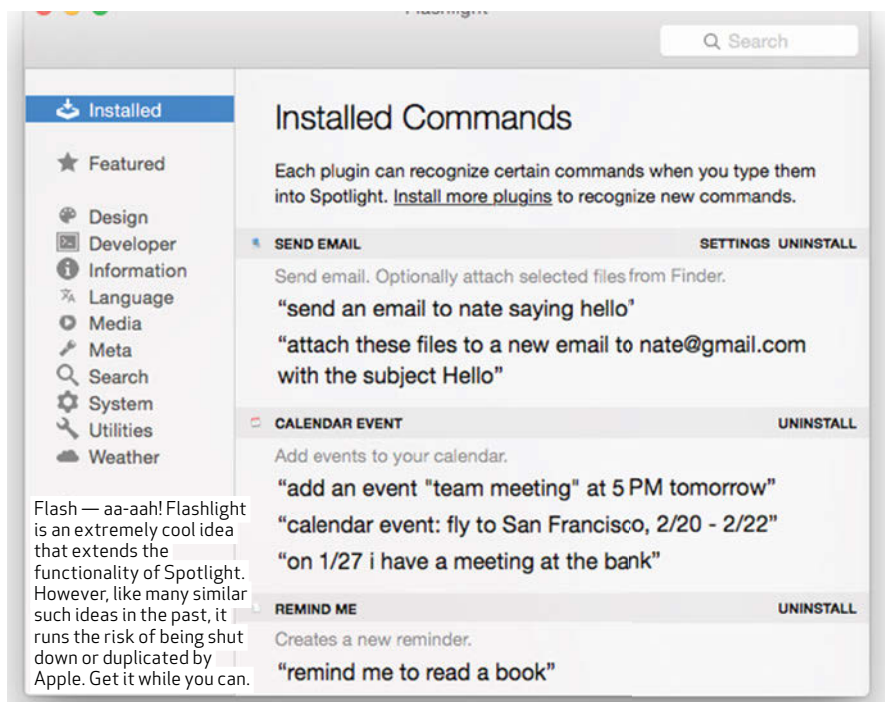 Search
Installed
Featured
Design
Developer
Information
Language
Media
Meta
Search
System
Utilities
Weather
Flash — aa-aah! Flashlight
is an extremely cool idea
that extends the
functionality of Spotlight.
However, like many similar
such ideas in the past, it
runs the risk of being shut
down or duplicated by
Apple. Get it while you can.
Installed Commands
Each plugin can recognize certain commands when you type them
into Spotlight. Install more plugins to recognize new commands.
SEND EMAIL SETTINGS UNINSTALL
Send email. Optionally attach selected files from Finder.
“send an email to nate saying hello”
“attach these files to a new email to nate@gmail.com
with the subject Hello”
CALENDAR EVENT UNINSTALL
Add events to your calendar.
“add an event "team meeting" at 5 PM tomorrow”
“calendar event: fly to San Francisco, 2/20 - 2/22”
“on 1/27 i have a meeting at the bank”
REMIND ME UNINSTALL
Creates a new reminder.
“remind me to read a book”